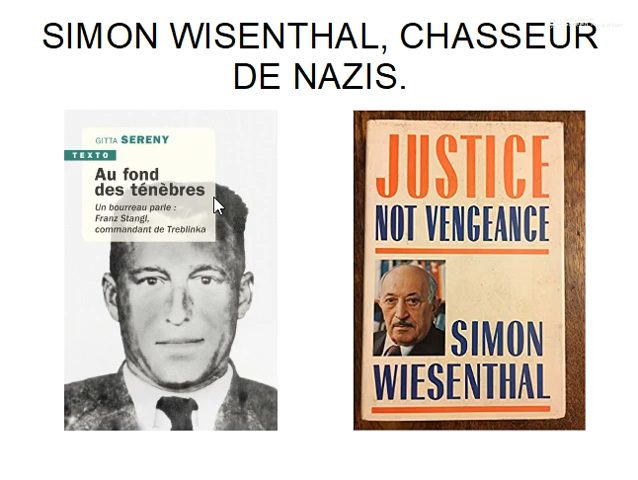 SIMON WISENTHAL, CHASSEUR
DE NAZIS.
GITTA SERENY
TEXTO
Au fond
des ténèbres
Un bourreau parle :
Franz Stangl,
commandant de Treblinka
JUSTICE
NOT VENGEANCE
SIMON
WIESENTHAL